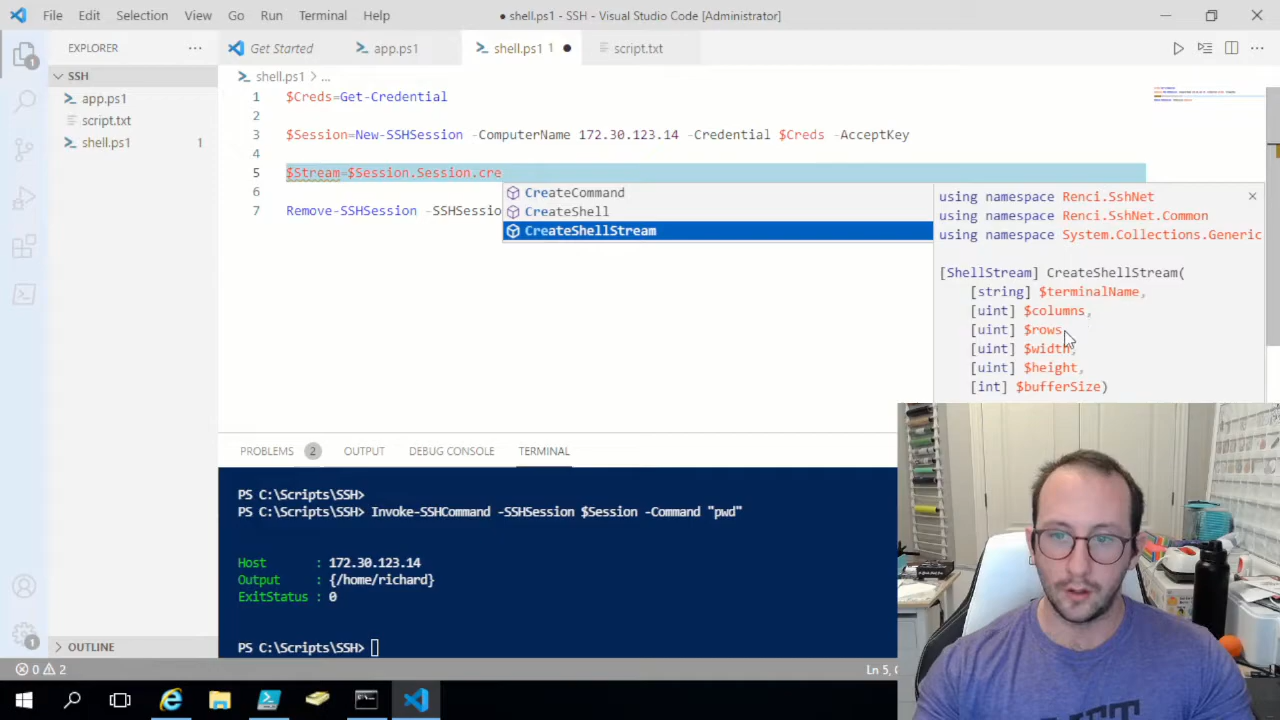 File Edit Selection View Go Run Terminal Help
● shell.ps1 - SSH - Visual Studio Code [Administrator]
EXPLORER ···
Get Started
app.ps1
shell.ps1 1 ●
script.txt
SSH
shell.ps1 > ...
app.ps1
script.txt
shell.ps1 1
1 $Creds=Get-Credential
2
3 $Session=New-SSHSession -ComputerName 172.30.123.14 -Credential $Creds -AcceptKey
4
5 $Stream=$Session.Session.cre
6
7 Remove-SSHSession -SSHSessio
CreateCommand
CreateShell
CreateShellStream
using namespace Renci.SshNet
using namespace Renci.SshNet.Common
using namespace System.Collections.Generic
[ShellStream] CreateShellStream(
[string] $terminalName,
[uint] $columns,
[uint] $rows,
[uint] $width,
[uint] $height,
[int] $bufferSize)
PROBLEMS 2 OUTPUT DEBUG CONSOLE TERMINAL
PS C:\Scripts\SSH>
PS C:\Scripts\SSH> Invoke-SSHCommand -SSHSession $Session -Command "pwd"
Host : 172.30.123.14
Output : {/home/richard}
ExitStatus : 0
PS C:\Scripts\SSH>
OUTLINE
0 2
Ln 5,